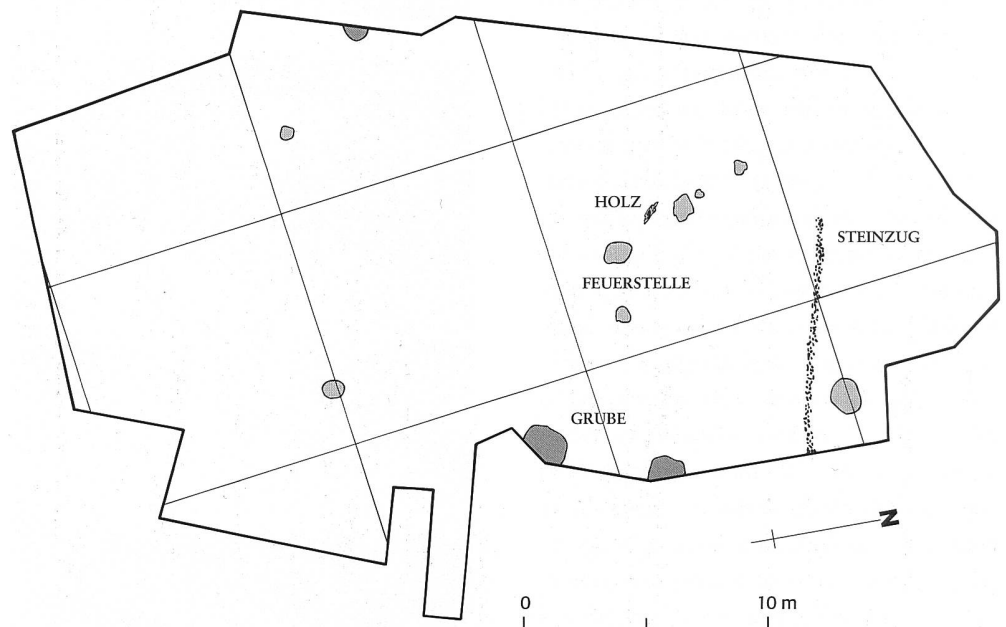 HOLZ
STEINZUG
FEUERSTELLE
GRUBE
N
0 10 m